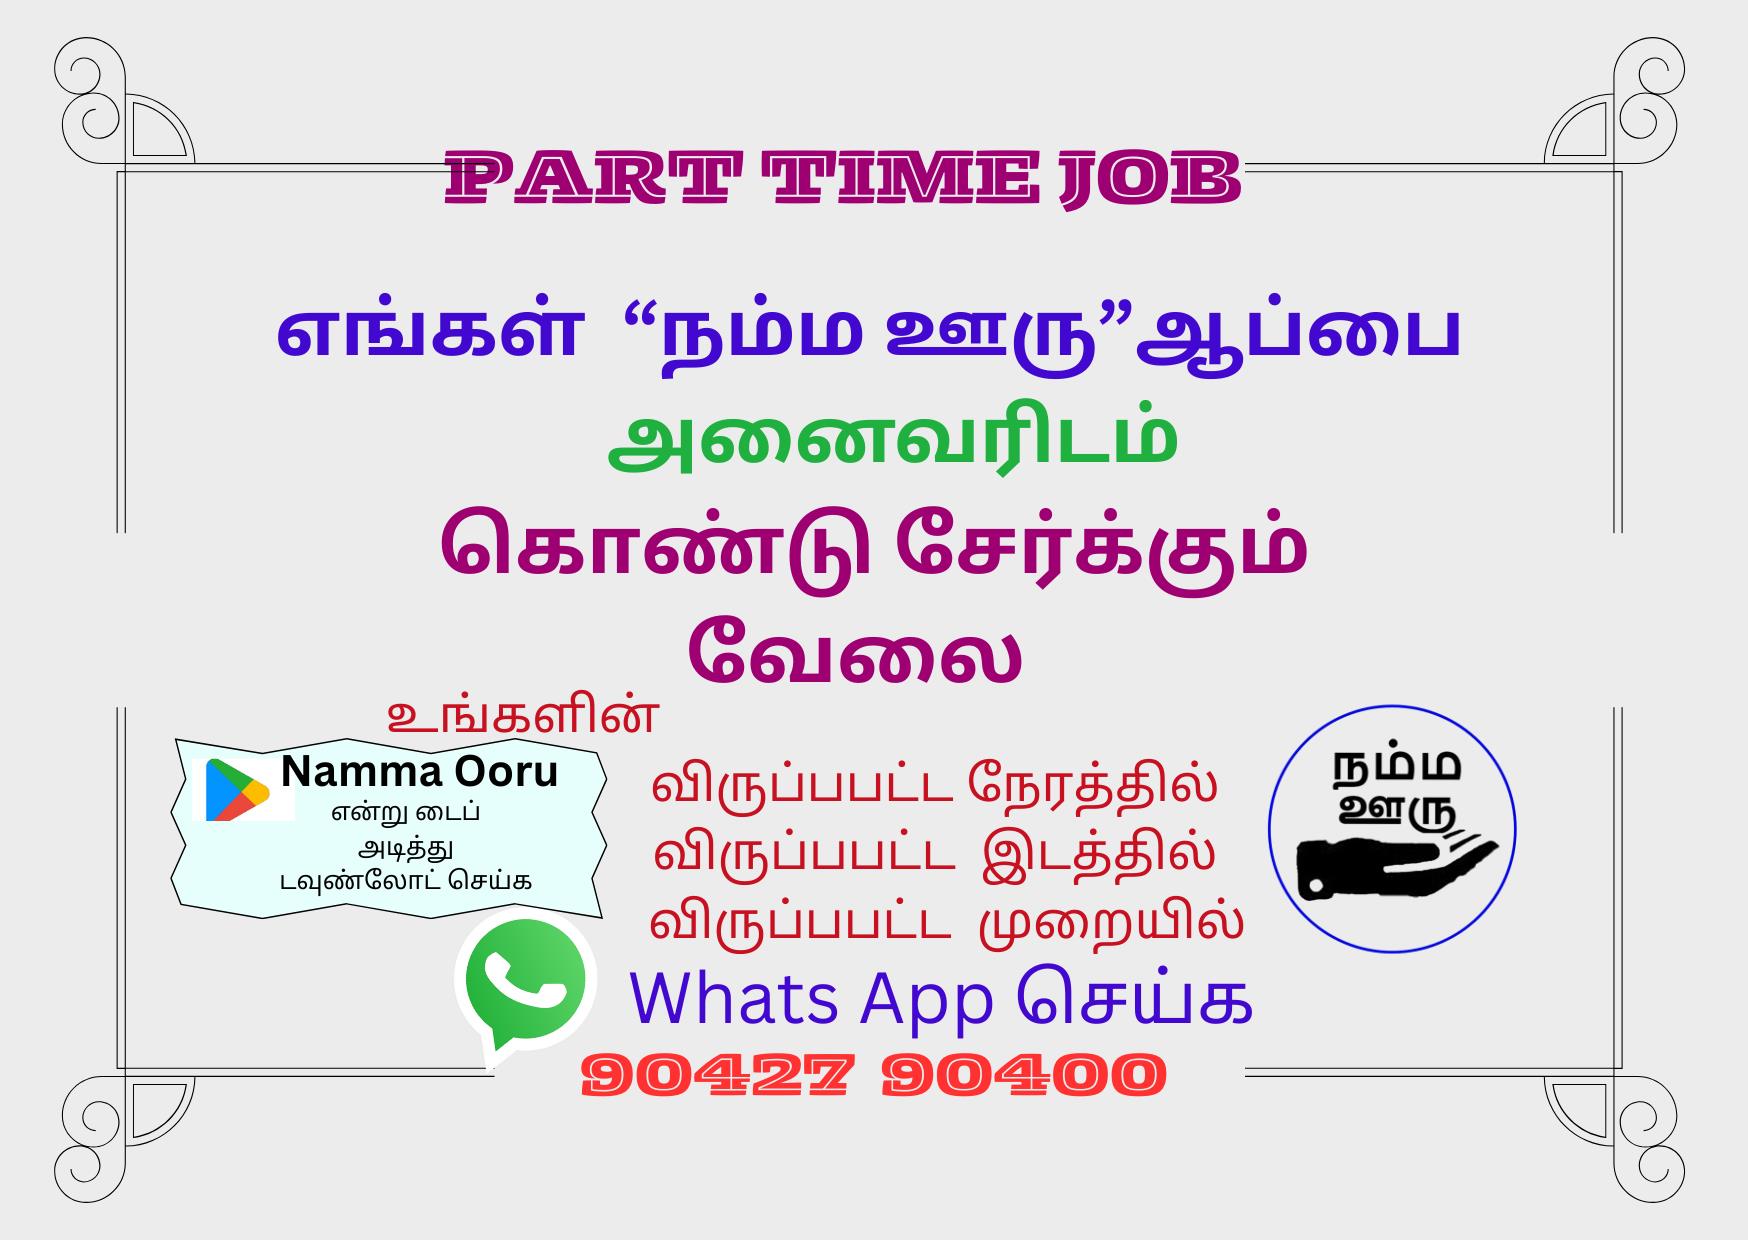 PART TIME JOB
எங்கள் “நம்ம ஊரு”ஆப்பை
அனைவரிடம்
கொண்டு சேர்க்கும்
வேலை
உங்களின்
Namma Ooru
என்று டைப்
அடித்து
டவுண்லோட் செய்க
விருப்பபட்ட நேரத்தில்
விருப்பபட்ட இடத்தில்
விருப்பபட்ட முறையில்
நம்ம
ஊரு
Whats App செய்க
90427 90400